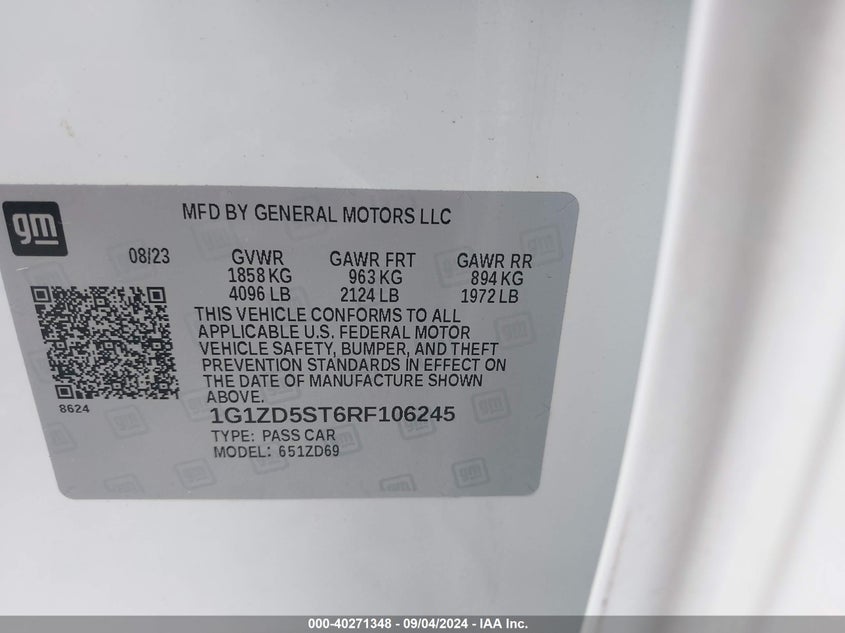 gm
MFD BY GENERAL MOTORS LLC
08/23 GVWR GAWR FRT GAWR RR
1858 KG 963 KG 894 KG
4096 LB 2124 LB 1972 LB
THIS VEHICLE CONFORMS TO ALL
APPLICABLE U.S. FEDERAL MOTOR
VEHICLE SAFETY, BUMPER, AND THEFT
PREVENTION STANDARDS IN EFFECT ON
THE DATE OF MANUFACTURE SHOWN
ABOVE.
8624
1G1ZD5ST6RF106245
TYPE: PASS CAR
MODEL: 651ZD69
000-40271348 - 09/04/2024 - IAA Inc.